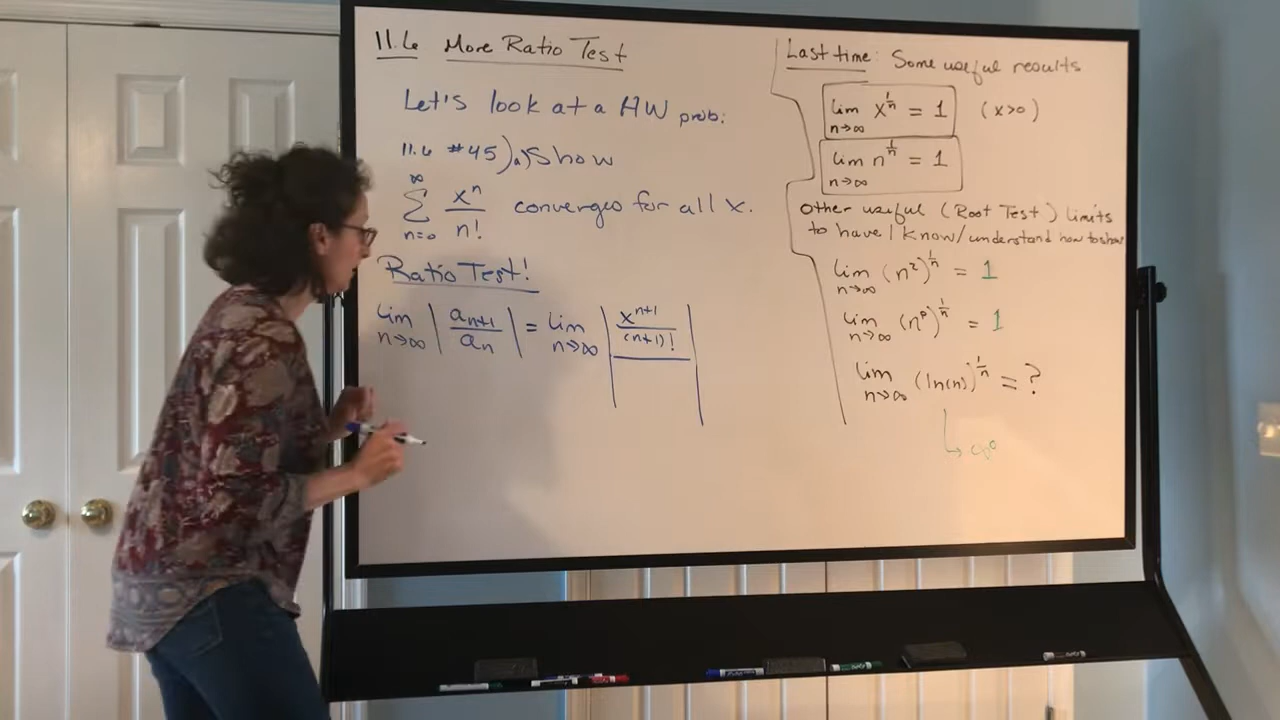 11.6 More Ratio Test
Let's look at a HW prob:
11.6 #45) a) Show
∞
∑ xⁿ/n! converges for all x.
n=0
Ratio Test!
lim n→∞ | aₙ₊₁/aₙ | = lim n→∞ | xⁿ⁺¹/(n+1)! |
Last time: Some useful results
lim n→∞ x^(1/n) = 1 (x>0)
lim n→∞ n^(1/n) = 1
Other useful (Root Test) limits
to have/know/understand how to show
lim n→∞ (n²)^(1/n) = 1
lim n→∞ (nᵖ)^(1/n) = 1
lim n→∞ (ln(n))^(1/n) = ?
↳ ∞⁰